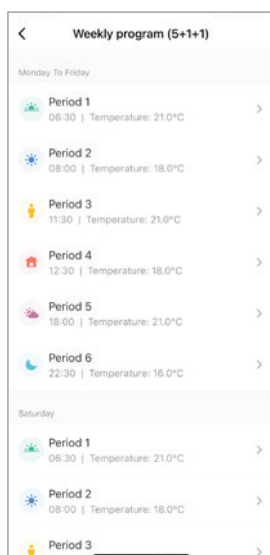 Weekly program (5+1+1)
Monday To Friday
Period 1
06:30 | Temperature: 21.0°C
Period 2
08:00 | Temperature: 18.0°C
Period 3
11:30 | Temperature: 21.0°C
Period 4
12:30 | Temperature: 18.0°C
Period 5
18:00 | Temperature: 21.0°C
Period 6
22:30 | Temperature: 16.0°C
Saturday
Period 1
06:30 | Temperature: 21.0°C
Period 2
08:00 | Temperature: 18.0°C
Period 3